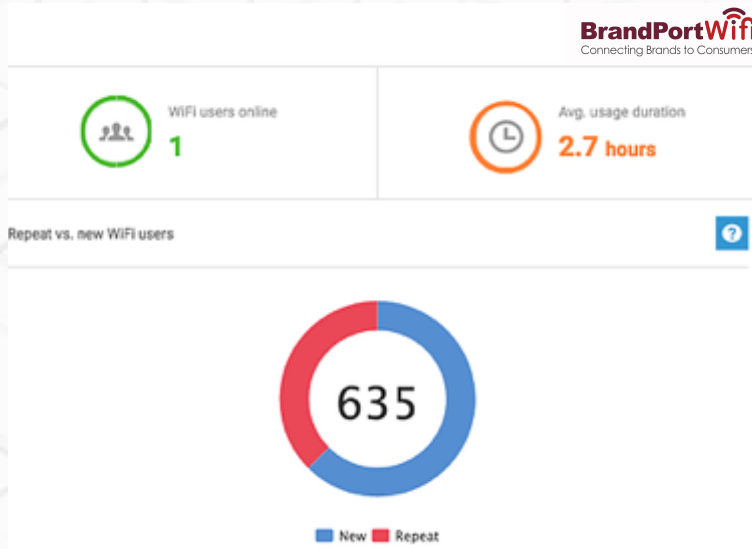 BrandPortWifi
Connecting Brands to Consumers
WiFi users online
1
Avg. usage duration
2.7 hours
Repeat vs. new WiFi users
?
635
New Repeat